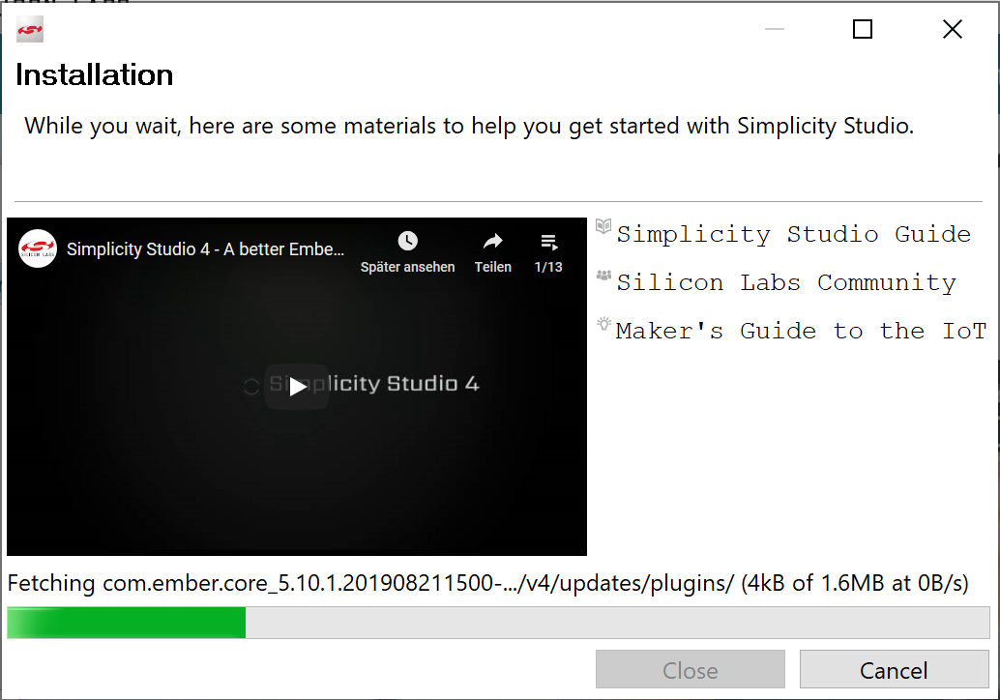 Installation
While you wait, here are some materials to help you get started with Simplicity Studio.
SILICON LABS
Simplicity Studio 4 - A better Embe...
Später ansehen
Teilen
1/13
Simplicity Studio 4
Simplicity Studio Guide
Silicon Labs Community
Maker's Guide to the IoT
Fetching com.ember.core_5.10.1.201908211500-.../v4/updates/plugins/ (4kB of 1.6MB at 0B/s)
Close
Cancel